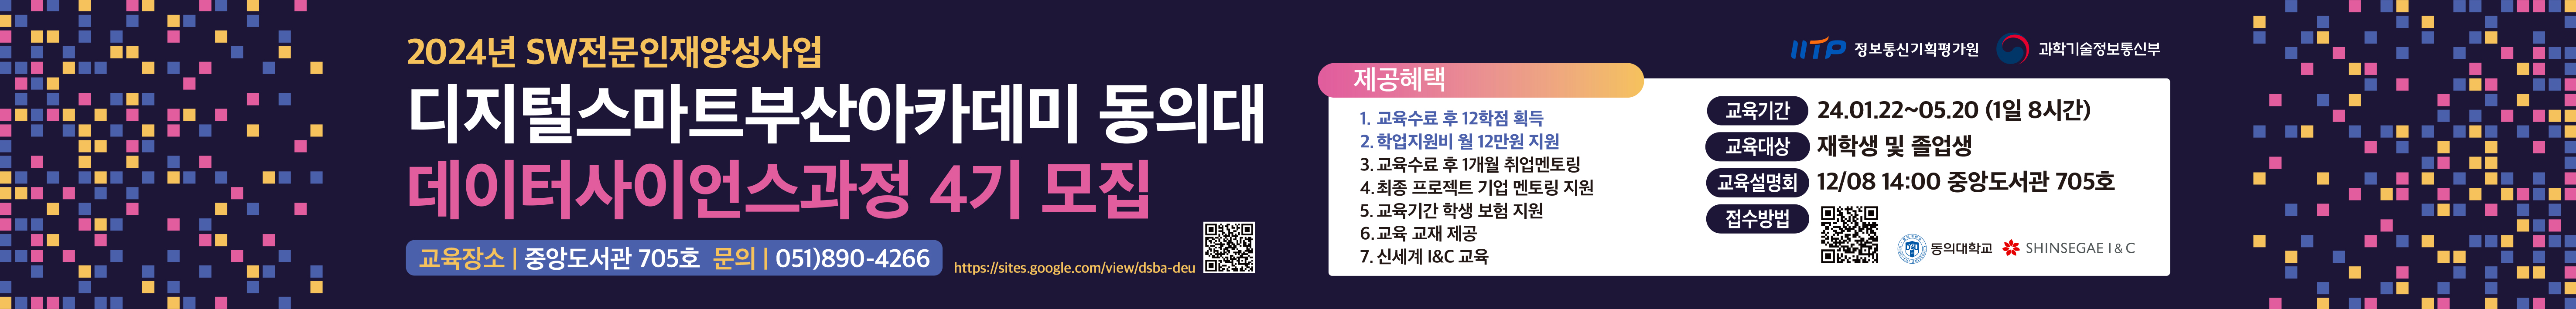 2024년 SW전문인재양성사업
디지털스마트부산아카데미 동의대
데이터사이언스과정 4기 모집
교육장소 | 중앙도서관 705호 문의 | 051)890-4266
https://sites.google.com/view/dsba-deu
제공혜택
1. 교육수료 후 12학점 획득
2. 학업지원비 월 12만원 지원
3. 교육수료 후 1개월 취업멘토링
4. 최종 프로젝트 기업 멘토링 지원
5. 교육기간 학생 보험 지원
6. 교육 교재 제공
7. 신세계 I&C 교육
IITP 정보통신기획평가원 과학기술정보통신부
교육기간 24.01.22~05.20 (1일 8시간)
교육대상 재학생 및 졸업생
교육설명회 12/08 14:00 중앙도서관 705호
접수방법
동의대학교 SHINSEGAE I & C